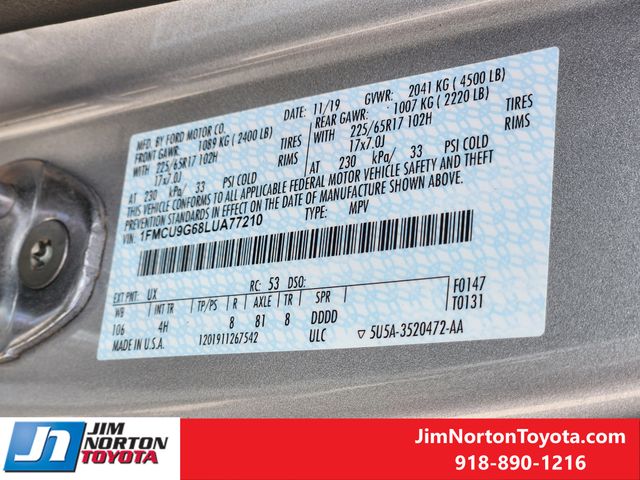 MFD. BY FORD MOTOR CO.
DATE: 11/19 GVWR: 2041 KG ( 4500 LB)
FRONT GAWR: 1089 KG ( 2400 LB)
REAR GAWR: 1007 KG ( 2220 LB)
WITH 225/65R17 102H TIRES
225/65R17 102H TIRES
17x7.0J RIMS
17x7.0J RIMS
AT 230 kPa/ 33 PSI COLD
AT 230 kPa/ 33 PSI COLD
THIS VEHICLE CONFORMS TO ALL APPLICABLE FEDERAL MOTOR VEHICLE SAFETY AND THEFT
PREVENTION STANDARDS IN EFFECT ON THE DATE OF MANUFACTURE SHOWN ABOVE.
VIN: 1FMCU9G68LUA77210 TYPE: MPV
EXT PNT: UX RC: 53 DSO:
WB INT TR TP/PS R AXLE TR SPR F0147
106 4H 8 81 8 DDDD T0131
MADE IN U.S.A. 1201911267542 ULC ▽ 5U5A-3520472-AA
JIM NORTON TOYOTA
JimNortonToyota.com
918-890-1216